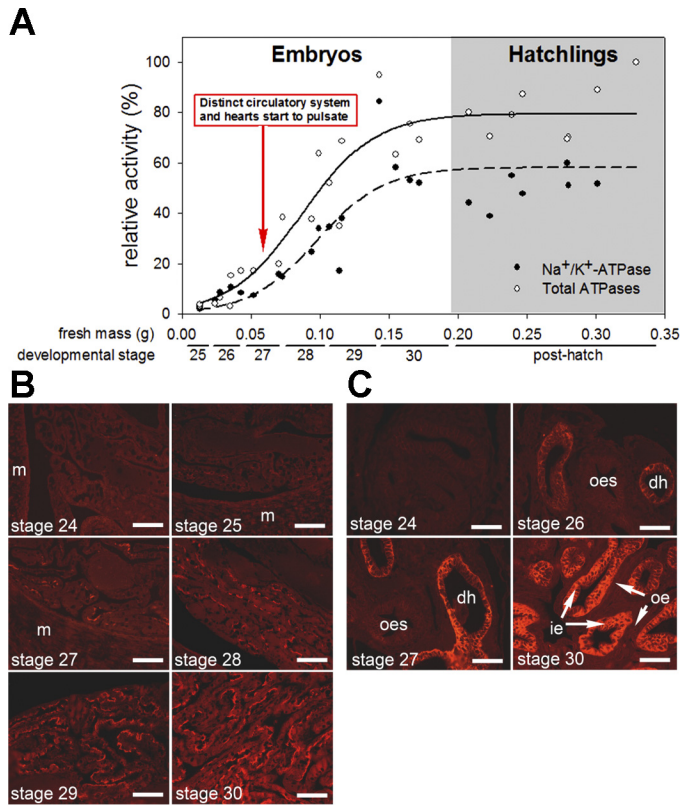 A
Embryos
Hatchlings
Distinct circulatory system
and hearts start to pulsate
relative activity (%)
100
80
60
40
20
0
Na+/K+-ATPase
Total ATPases
fresh mass (g)
0.00 0.05 0.10 0.15 0.20 0.25 0.30 0.35
developmental stage
25 26 27 28 29 30 post-hatch
B
m
stage 24
m
stage 25
m
stage 27
stage 28
stage 29
stage 30
C
stage 24
oes
dh
stage 26
oes
dh
stage 27
ie
oe
stage 30